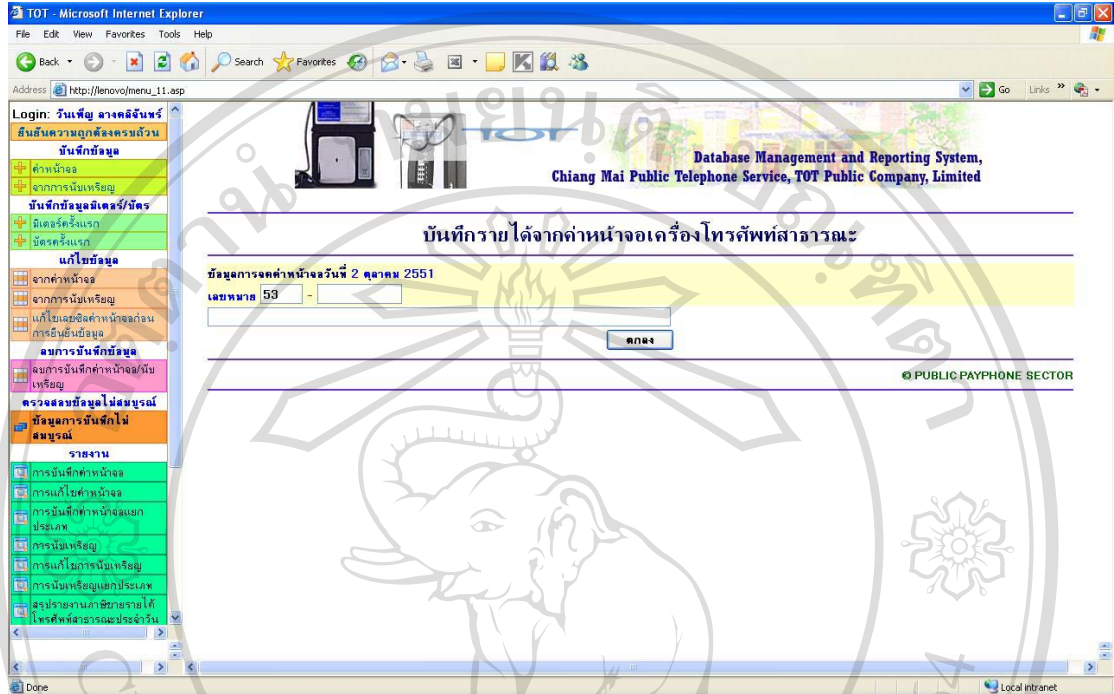 TOT - Microsoft Internet Explorer
File Edit View Favorites Tools Help
Back Search Favorites
Address http://lenovo/menu_11.asp Go Links »
Login: วันเพ็ญ
ยืนยันความถูกต้องครบถ้วน
บันทึกข้อมูล
ค่าหน้าจอ
จากการนับเหรียญ
บันทึกข้อมูลมิเตอร์/บัตร
มิเตอร์ครั้งแรก
บัตรครั้งแรก
แก้ไขข้อมูล
จากค่าหน้าจอ
จากการนับเหรียญ
แก้ไขเลขซีลค่าหน้าจอก่อน
การยืนยันข้อมูล
ลบการบันทึกข้อมูล
ลบการบันทึกค่าหน้าจอ/นับ
เหรียญ
ตรวจสอบข้อมูลไม่สมบูรณ์
ข้อมูลการบันทึกไม่
สมบูรณ์
รายงาน
การบันทึกค่าหน้าจอ
การแก้ไขค่าหน้าจอ
การบันทึกค่าหน้าจอแยก
ประเภท
การนับเหรียญ
การแก้ไขการนับเหรียญ
การนับเหรียญแยกประเภท
สรุปรายงานภาษีขายรายได้
โทรศัพท์สาธารณะประจำวัน
TOT
Database Management and Reporting System,
Chiang Mai Public Telephone Service, TOT Public Company, Limited
บันทึกรายได้จากค่าหน้าจอเครื่องโทรศัพท์สาธารณะ
ข้อมูลการจดค่าหน้าจอวันที่ 2 ตุลาคม 2551
เลขหมาย 53 -
ตกลง
© PUBLIC PAYPHONE SECTOR
Done Local intranet